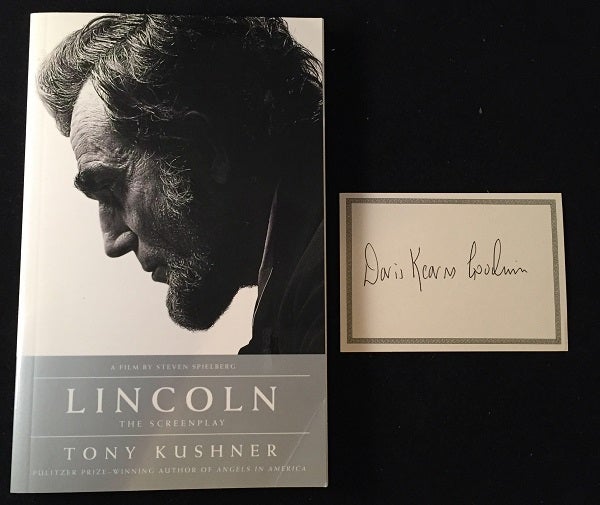 A FILM BY STEVEN SPIELBERG
LINCOLN
THE SCREENPLAY
TONY KUSHNER
PULITZER PRIZE–WINNING AUTHOR OF ANGELS IN AMERICA
Doris Kearns Goodwin